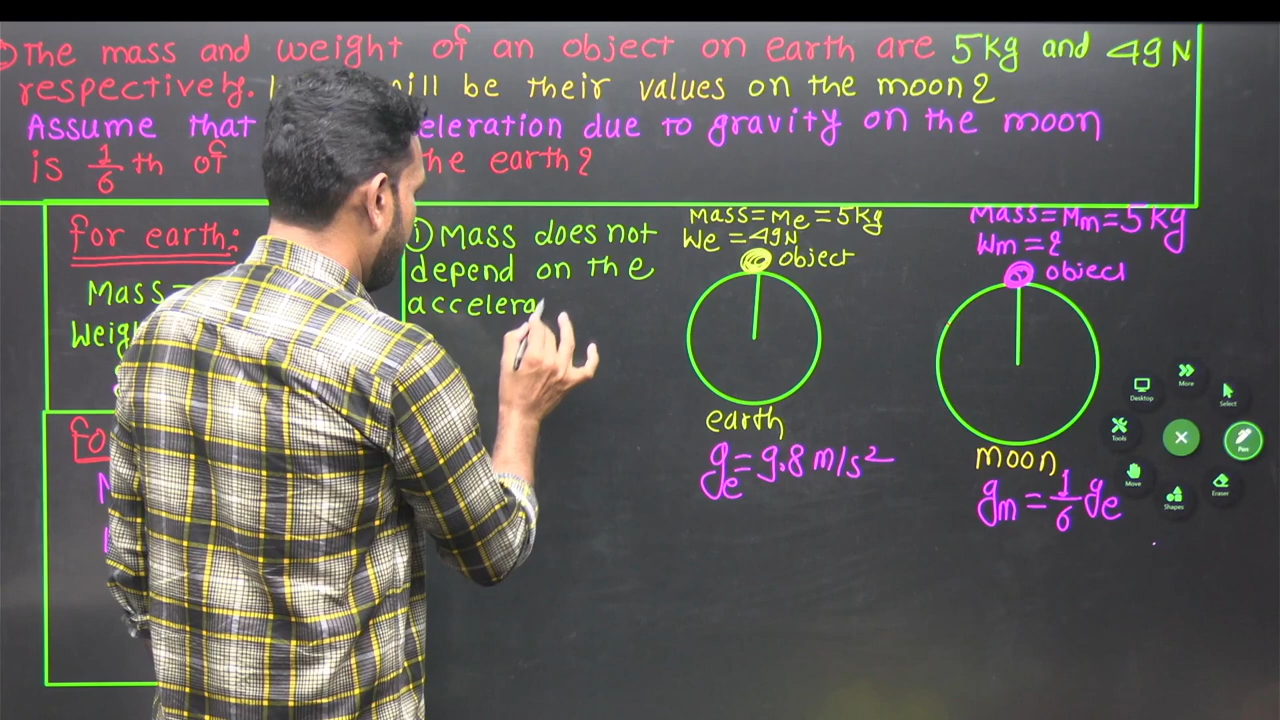 The mass and weight of an object on earth are 5kg and 49N
respectively. will be their values on the moon?
Assume that eleration due to gravity on the moon
is 1/6 th of the earth?
for earth:
Mass =
Weig
① Mass does not
depend on the
accelera
Mass = Me = 5kg
We = 49N
object
earth
ge = 9.8 m/s²
Mass = Mm = 5kg
Wm = ?
object
moon
gm = 1/6 ge
fo
Desktop
More
Select
Tools
Pen
Move
Shapes
Eraser